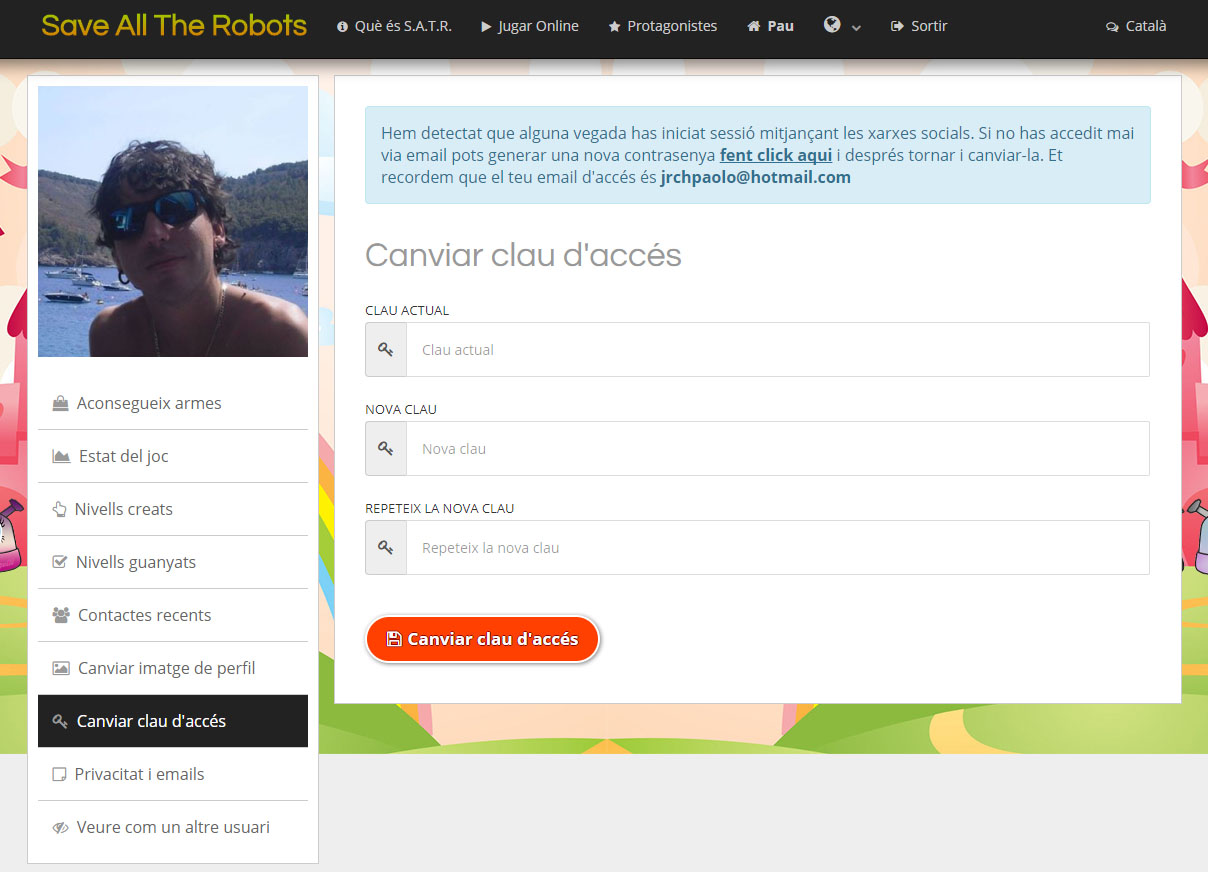 Save All The Robots
Què és S.A.T.R.
Jugar Online
Protagonistes
Pau
Sortir
Català
Hem detectat que alguna vegada has iniciat sessió mitjançant les xarxes socials. Si no has accedit mai
via email pots generar una nova contrasenya fent click aqui i després tornar i canviar-la. Et
recordem que el teu email d'accés és jrchpaolo@hotmail.com
Canviar clau d'accés
CLAU ACTUAL
Clau actual
NOVA CLAU
Nova clau
REPETEIX LA NOVA CLAU
Repeteix la nova clau
Canviar clau d'accés
Aconsegueix armes
Estat del joc
Nivells creats
Nivells guanyats
Contactes recents
Canviar imatge de perfil
Canviar clau d'accés
Privacitat i emails
Veure com un altre usuari